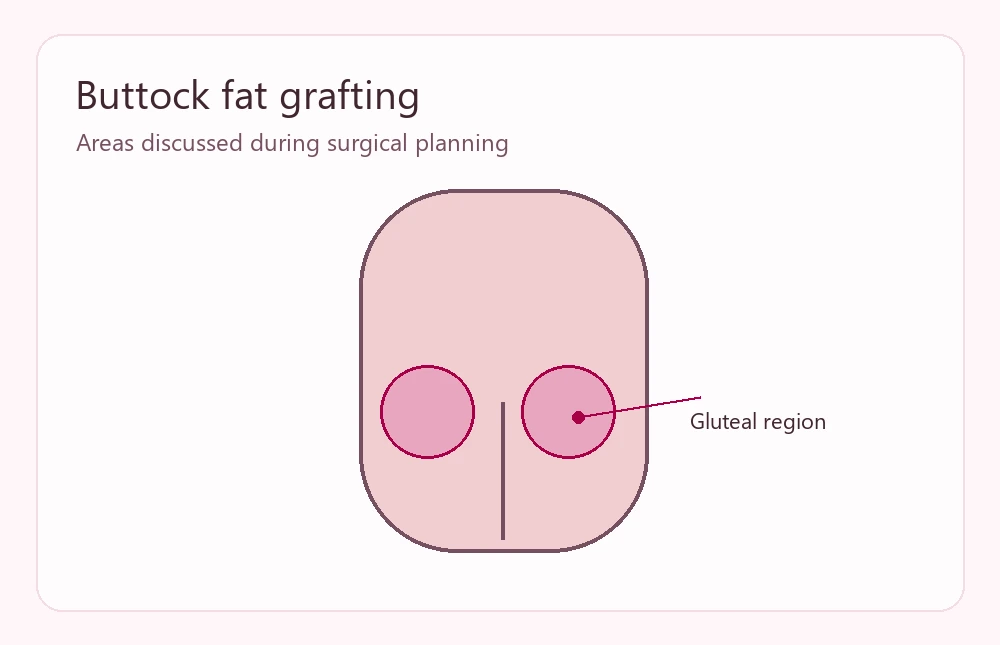 Buttock fat grafting
Areas discussed during surgical planning
Gluteal region